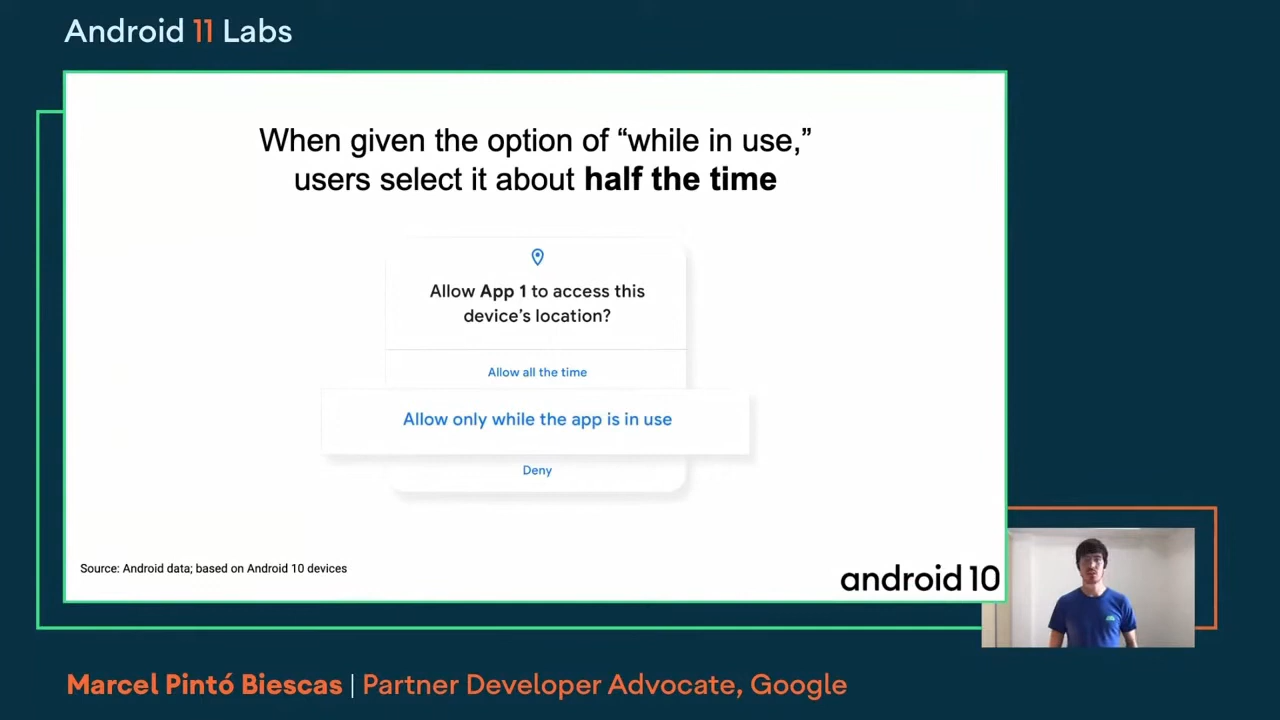 Android 11 Labs
When given the option of “while in use,”
users select it about half the time
Allow App 1 to access this
device’s location?
Allow all the time
Allow only while the app is in use
Deny
Source: Android data; based on Android 10 devices
android 10
Marcel Pintó Biescas | Partner Developer Advocate, Google